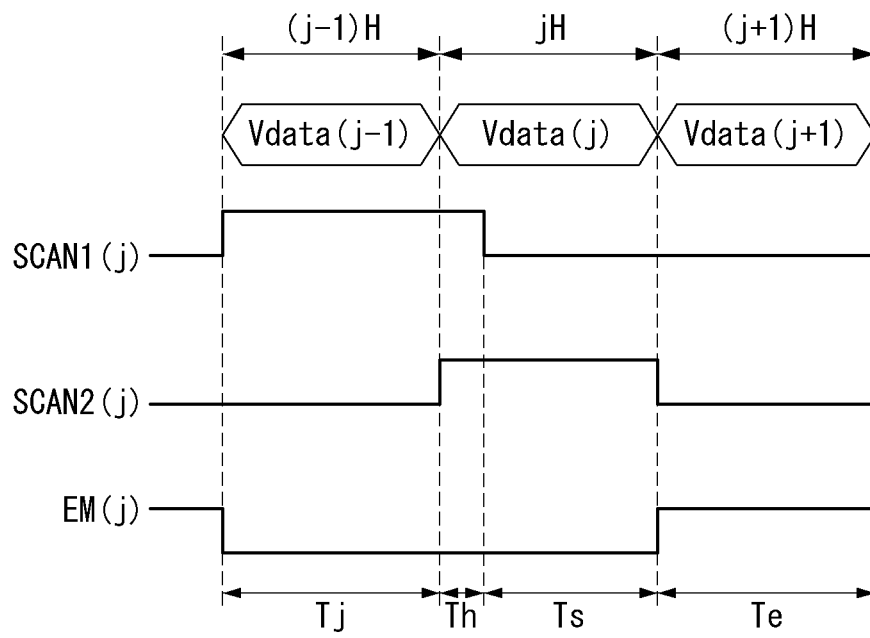 (j-1)H jH (j+1)H
Vdata(j-1) Vdata(j) Vdata(j+1)
SCAN1(j)
SCAN2(j)
EM(j)
Tj Th Ts Te